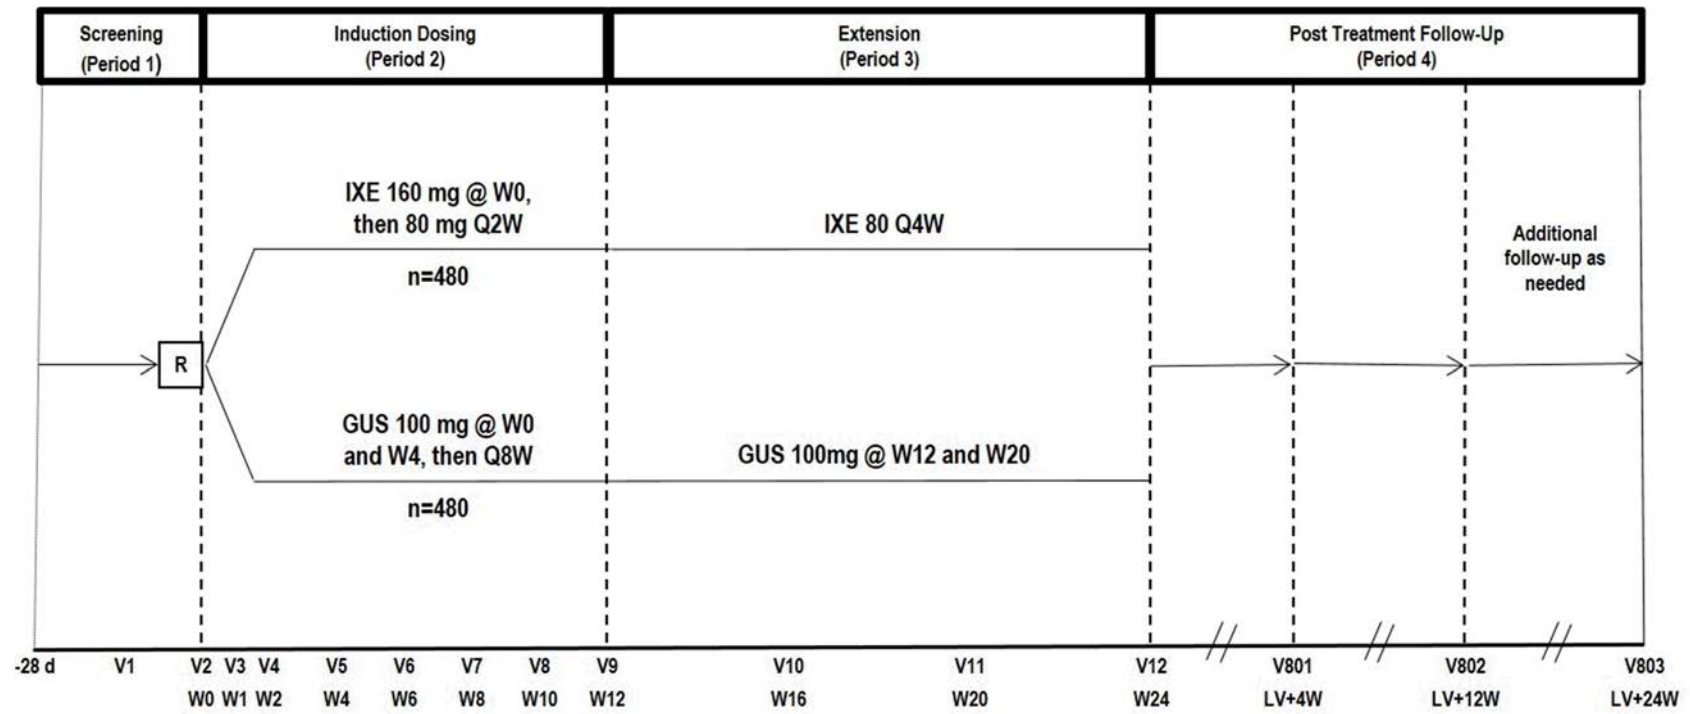 Screening
(Period 1)
Induction Dosing
(Period 2)
Extension
(Period 3)
Post Treatment Follow-Up
(Period 4)
IXE 160 mg @ W0,
then 80 mg Q2W
n=480
IXE 80 Q4W
Additional
follow-up as
needed
R
GUS 100 mg @ W0
and W4, then Q8W
n=480
GUS 100mg @ W12 and W20
-28 d V1 V2 V3 V4 V5 V6 V7 V8 V9 V10 V11 V12 V801 V802 V803
W0 W1 W2 W4 W6 W8 W10 W12 W16 W20 W24 LV+4W LV+12W LV+24W